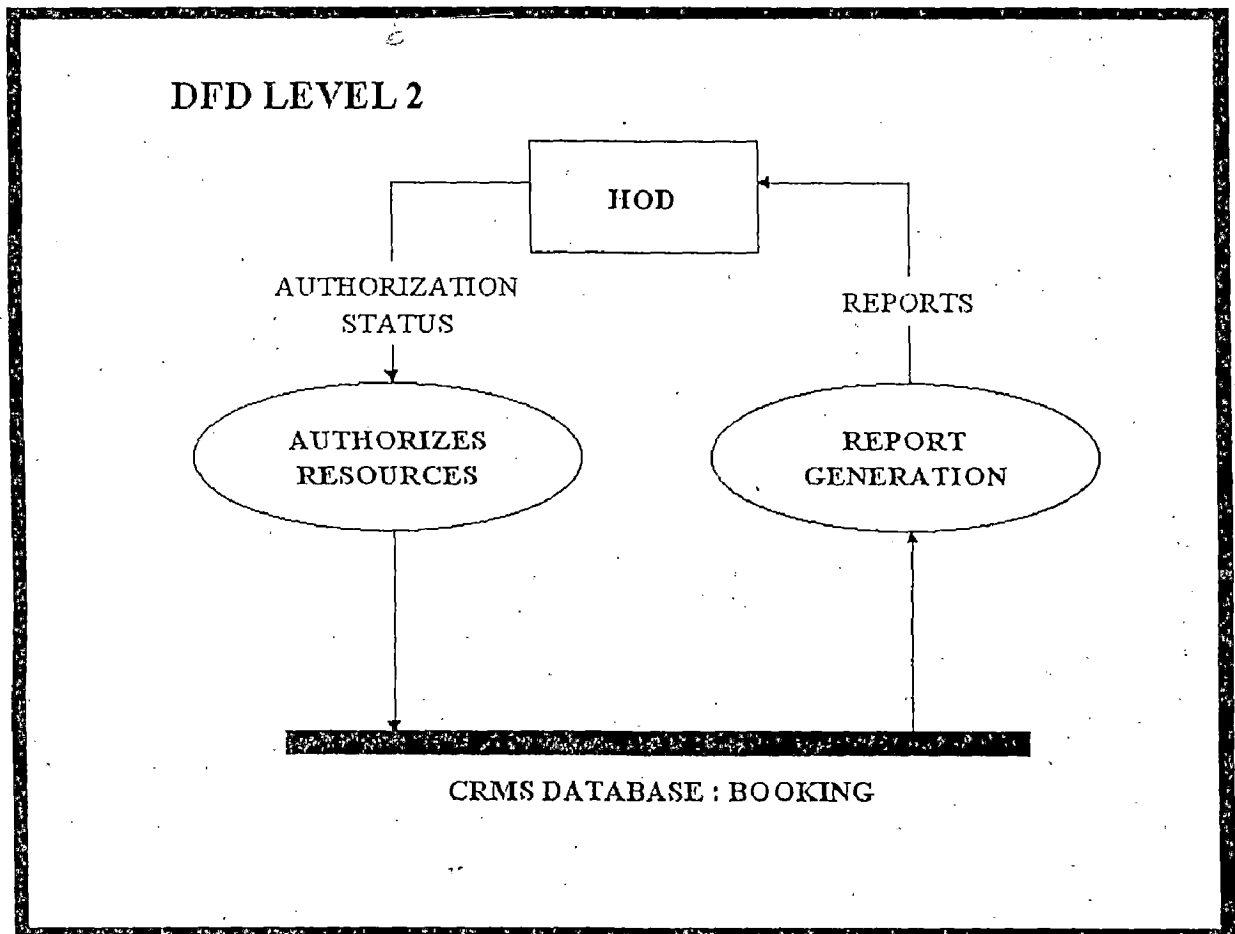 DFD LEVEL 2
HOD
AUTHORIZATION
STATUS
REPORTS
AUTHORIZES
RESOURCES
REPORT
GENERATION
CRMS DATABASE : BOOKING